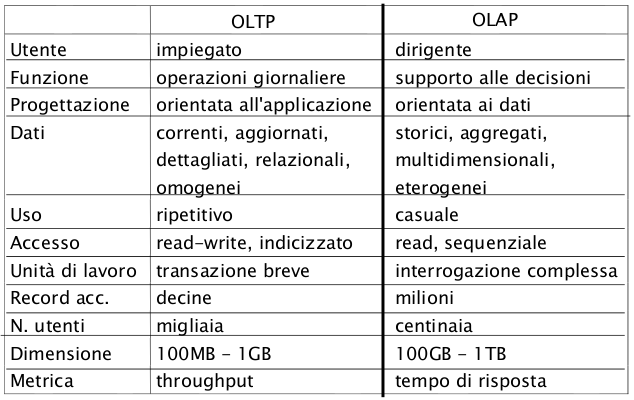 OLTP OLAP
Utente impiegato dirigente
Funzione operazioni giornaliere supporto alle decisioni
Progettazione orientata all'applicazione orientata ai dati
Dati correnti, aggiornati, storici, aggregati,
dettagliati, relazionali, multidimensionali,
omogenei eterogenei
Uso ripetitivo casuale
Accesso read-write, indicizzato read, sequenziale
Unità di lavoro transazione breve interrogazione complessa
Record acc. decine milioni
N. utenti migliaia centinaia
Dimensione 100MB - 1GB 100GB - 1TB
Metrica throughput tempo di risposta